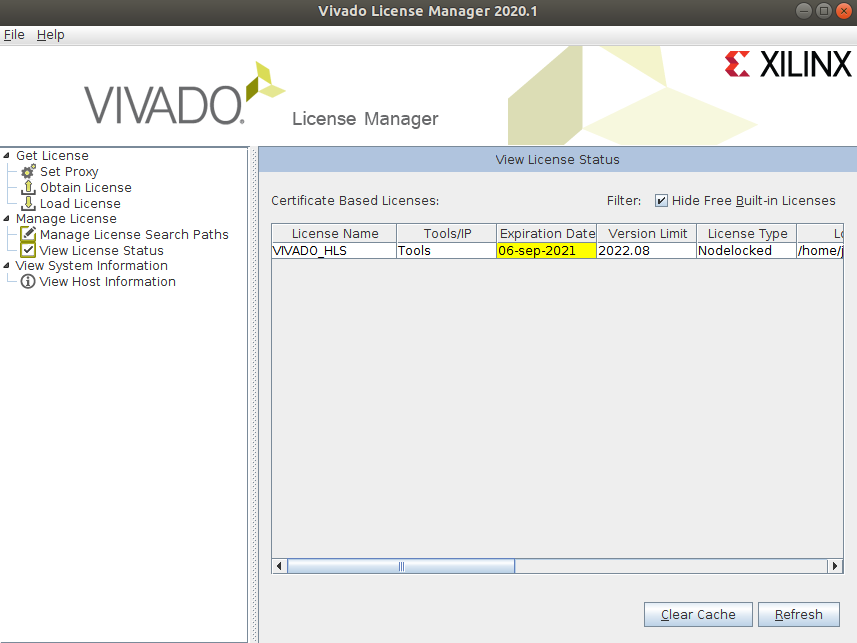 Vivado License Manager 2020.1
File Help
VIVADO. License Manager
XILINX
Get License
Set Proxy
Obtain License
Load License
Manage License
Manage License Search Paths
View License Status
View System Information
View Host Information
View License Status
Certificate Based Licenses: Filter: Hide Free Built-in Licenses
License Name Tools/IP Expiration Date Version Limit License Type
VIVADO_HLS Tools 06-sep-2021 2022.08 Nodelocked /home/j
Clear Cache Refresh